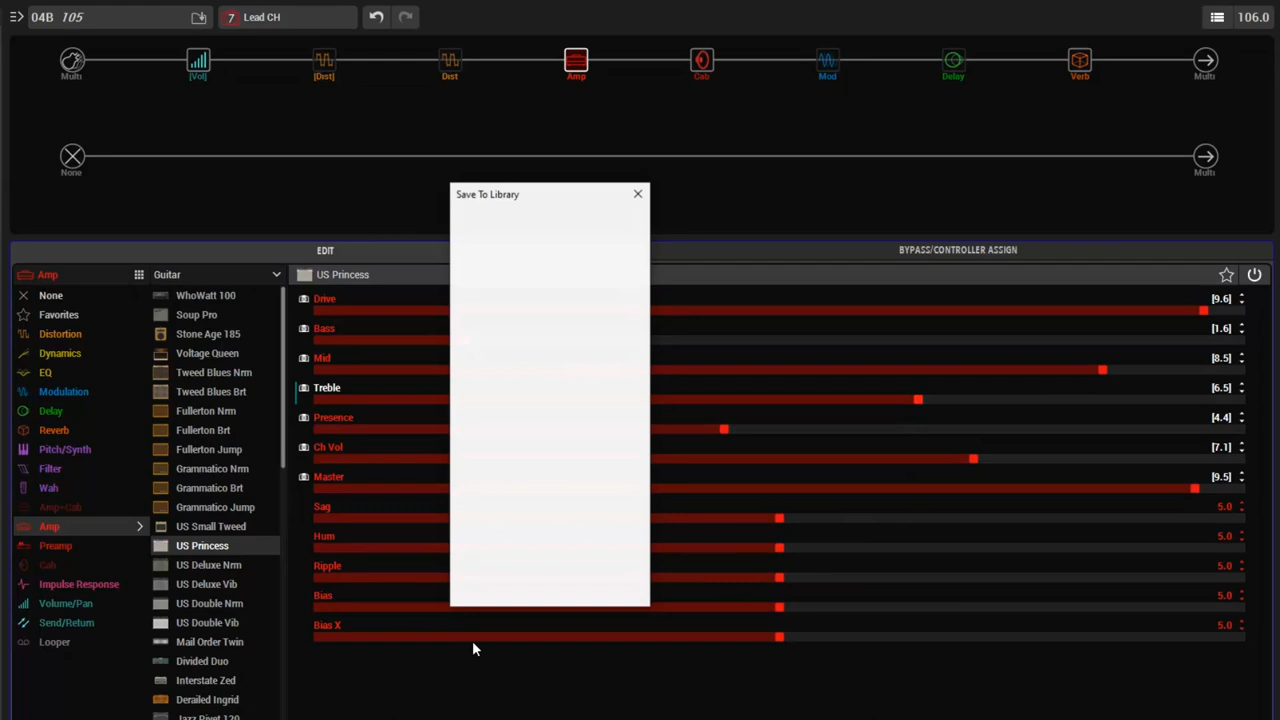 04B 105
7 Lead CH
106.0
Multi
[Vol]
[Dist]
Dist
Amp
Cab
Mod
Delay
Verb
Multi
None
Multi
Save To Library
EDIT
BYPASS/CONTROLLER ASSIGN
Amp
Guitar
US Princess
None
Favorites
Distortion
Dynamics
EQ
Modulation
Delay
Reverb
Pitch/Synth
Filter
Wah
Amp+Cab
Amp
Preamp
Cab
Impulse Response
Volume/Pan
Send/Return
Looper
WhoWatt 100
Soup Pro
Stone Age 185
Voltage Queen
Tweed Blues Nrm
Tweed Blues Brt
Fullerton Nrm
Fullerton Brt
Fullerton Jump
Grammatico Nrm
Grammatico Brt
Grammatico Jump
US Small Tweed
US Princess
US Deluxe Nrm
US Deluxe Vib
US Double Nrm
US Double Vib
Mail Order Twin
Divided Duo
Interstate Zed
Derailed Ingrid
Jazz Rivet 120
Drive [9.6]
Bass [1.6]
Mid [8.5]
Treble [6.5]
Presence [4.4]
Ch Vol [7.1]
Master [9.5]
Sag 5.0
Hum 5.0
Ripple 5.0
Bias 5.0
Bias X 5.0